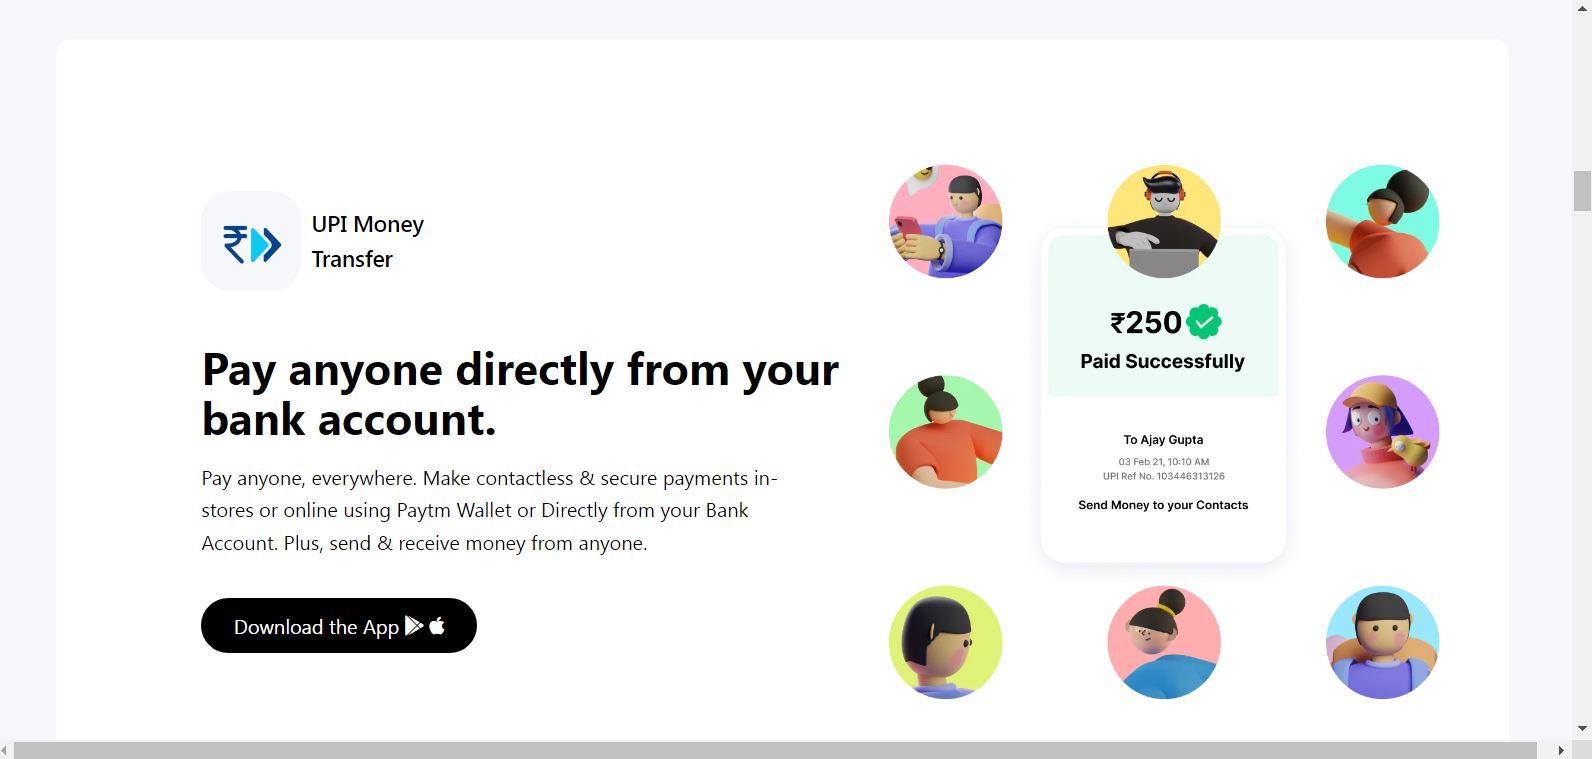 UPI Money
Transfer
Pay anyone directly from your
bank account.
Pay anyone, everywhere. Make contactless & secure payments in-
stores or online using Paytm Wallet or Directly from your Bank
Account. Plus, send & receive money from anyone.
Download the App
₹250
Paid Successfully
To Ajay Gupta
03 Feb 21, 10:10 AM
UPI Ref No. 103446313126
Send Money to your Contacts